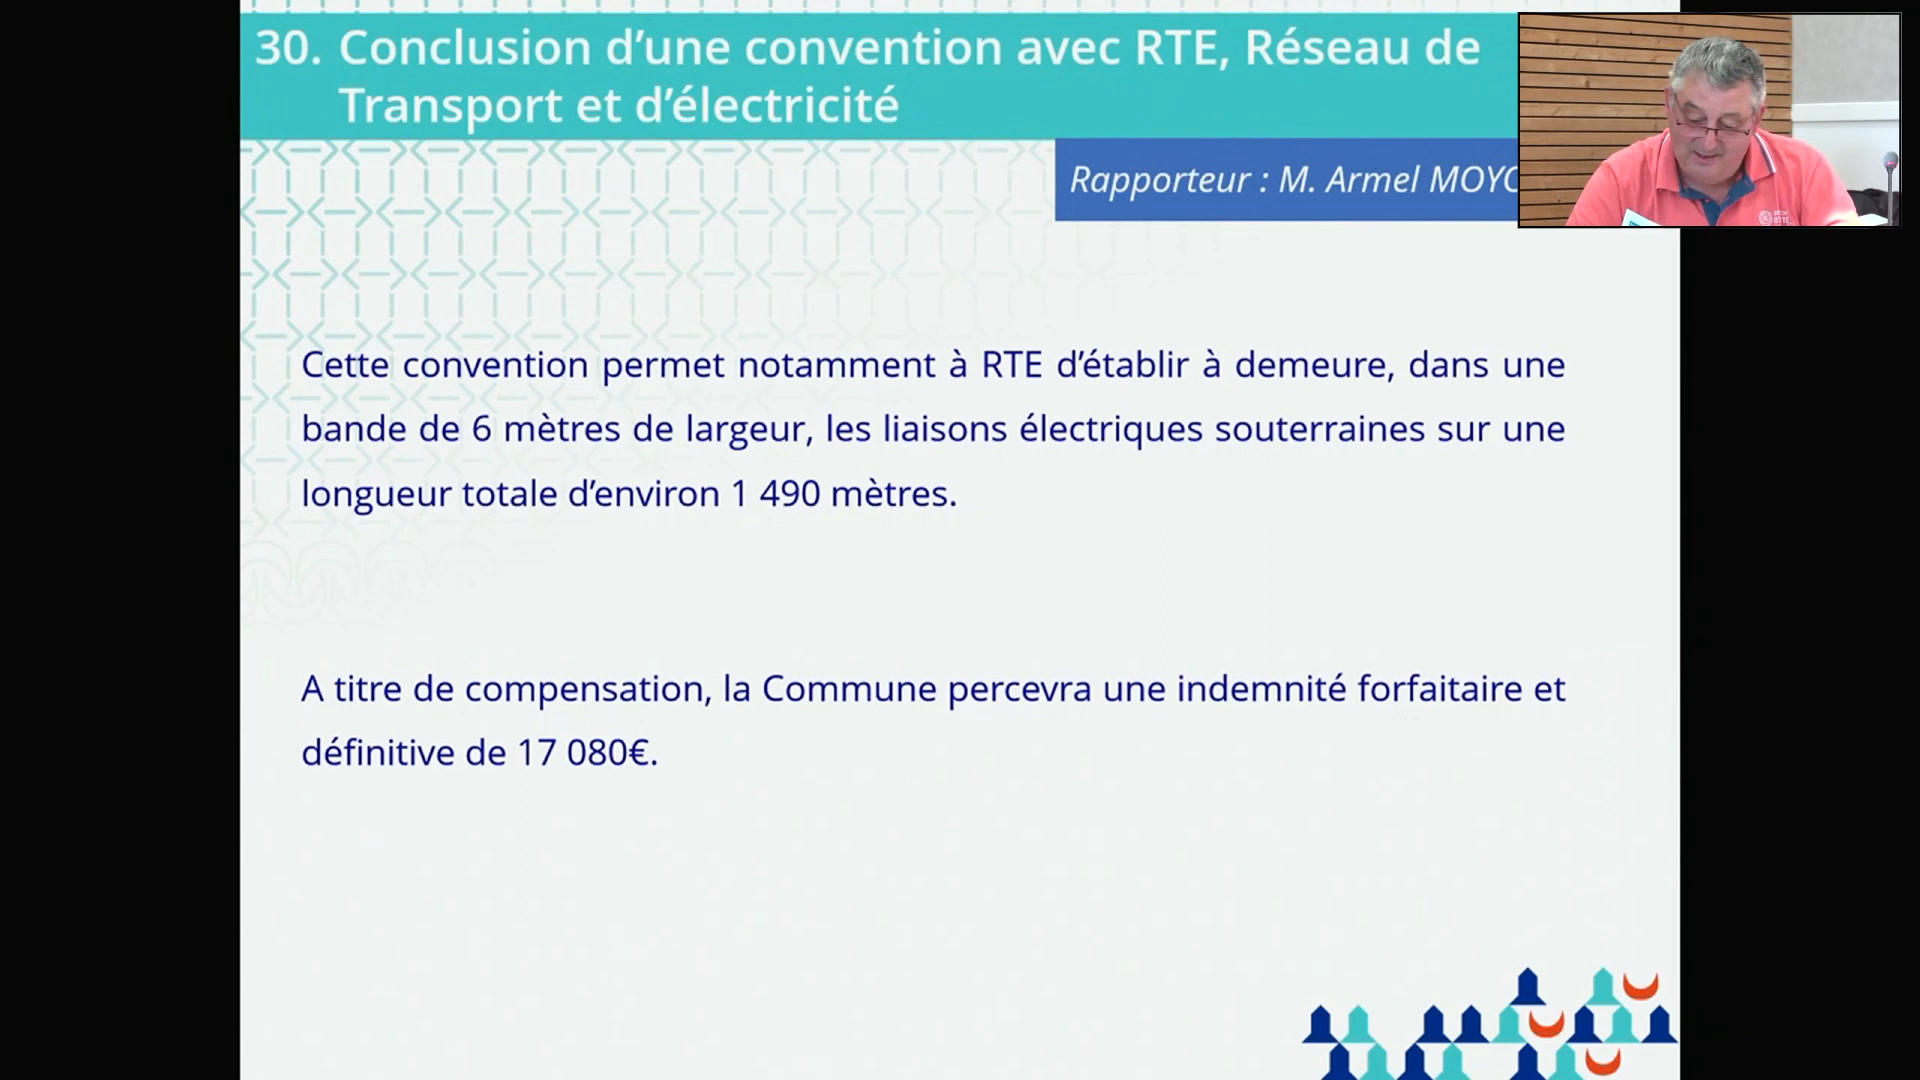 30. Conclusion d’une convention avec RTE, Réseau de
Transport et d’électricité
Rapporteur : M. Armel
Cette convention permet notamment à RTE d’établir à demeure, dans une
bande de 6 mètres de largeur, les liaisons électriques souterraines sur une
longueur totale d’environ 1 490 mètres.
A titre de compensation, la Commune percevra une indemnité forfaitaire et
définitive de 17 080€.